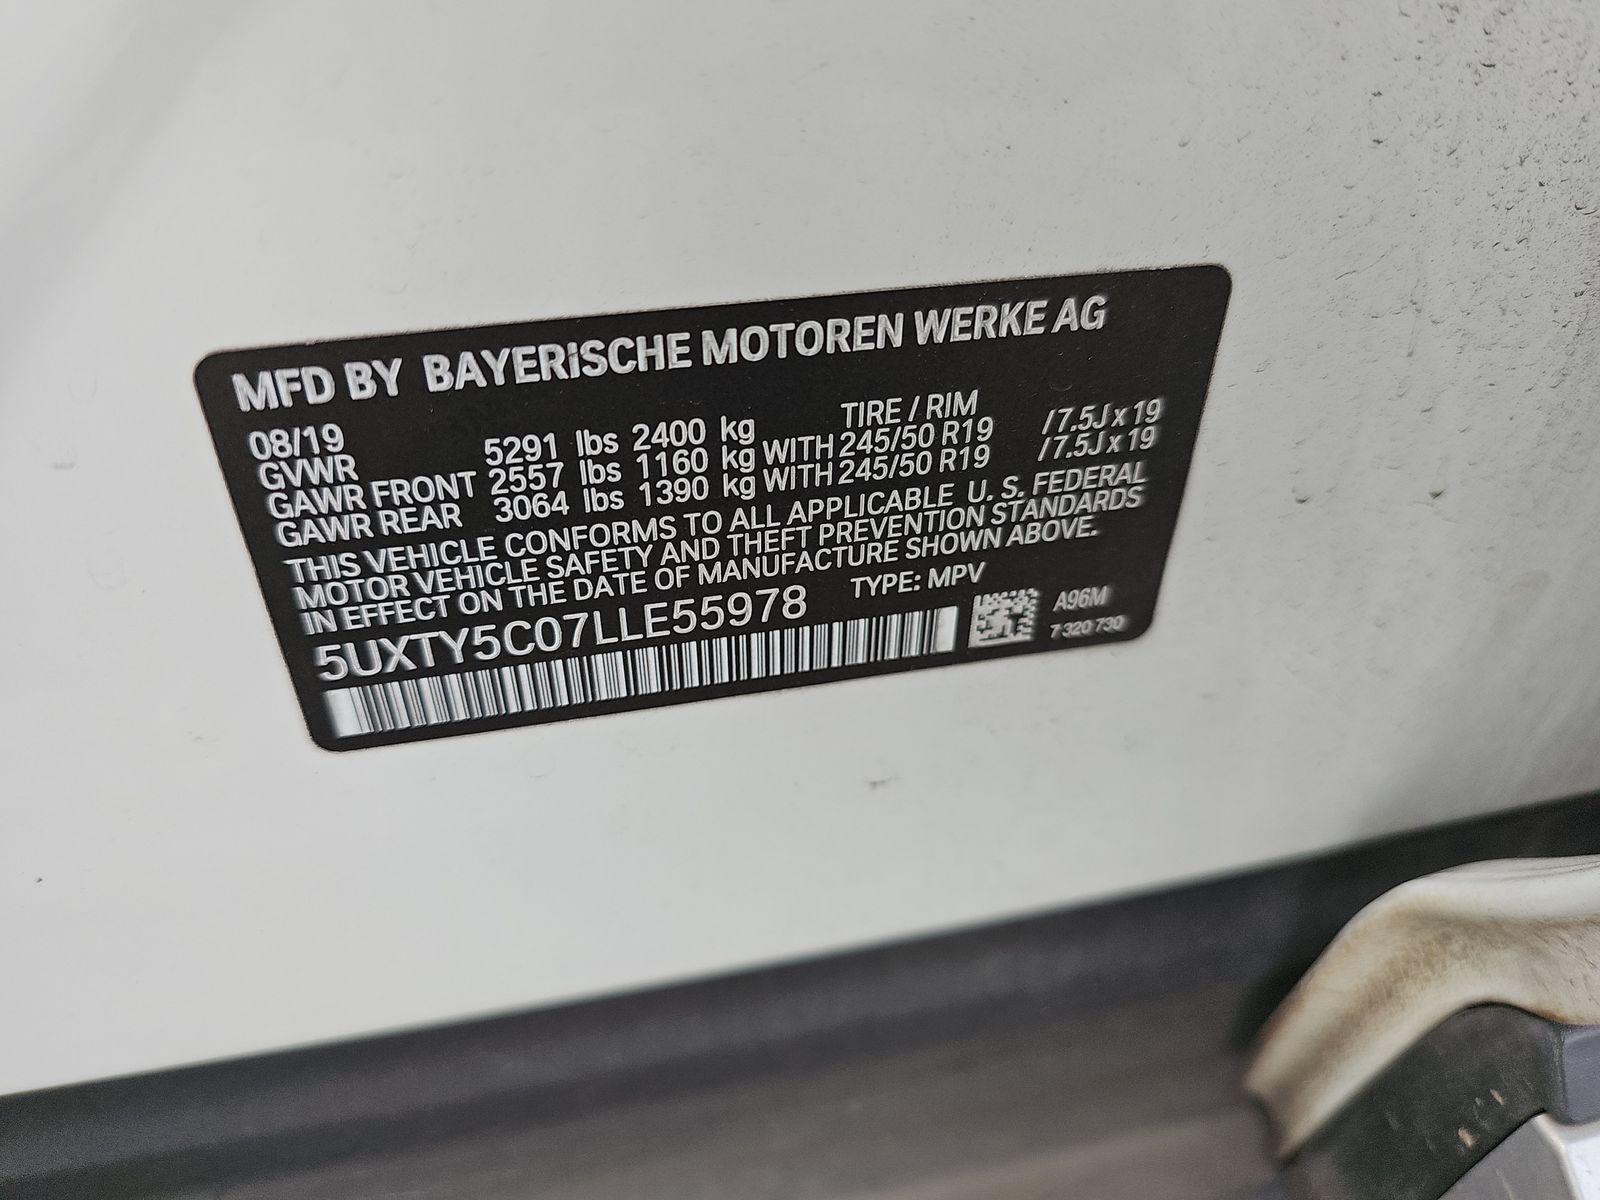 MFD BY BAYERISCHE MOTOREN WERKE AG
08/19 TIRE / RIM
GVWR 5291 lbs 2400 kg
GAWR FRONT 2557 lbs 1160 kg WITH 245/50 R19 /7.5J x 19
GAWR REAR 3064 lbs 1390 kg WITH 245/50 R19 /7.5J x 19
THIS VEHICLE CONFORMS TO ALL APPLICABLE U. S. FEDERAL
MOTOR VEHICLE SAFETY AND THEFT PREVENTION STANDARDS
IN EFFECT ON THE DATE OF MANUFACTURE SHOWN ABOVE.
5UXTY5C07LLE55978 TYPE: MPV
A96M
7 320 730